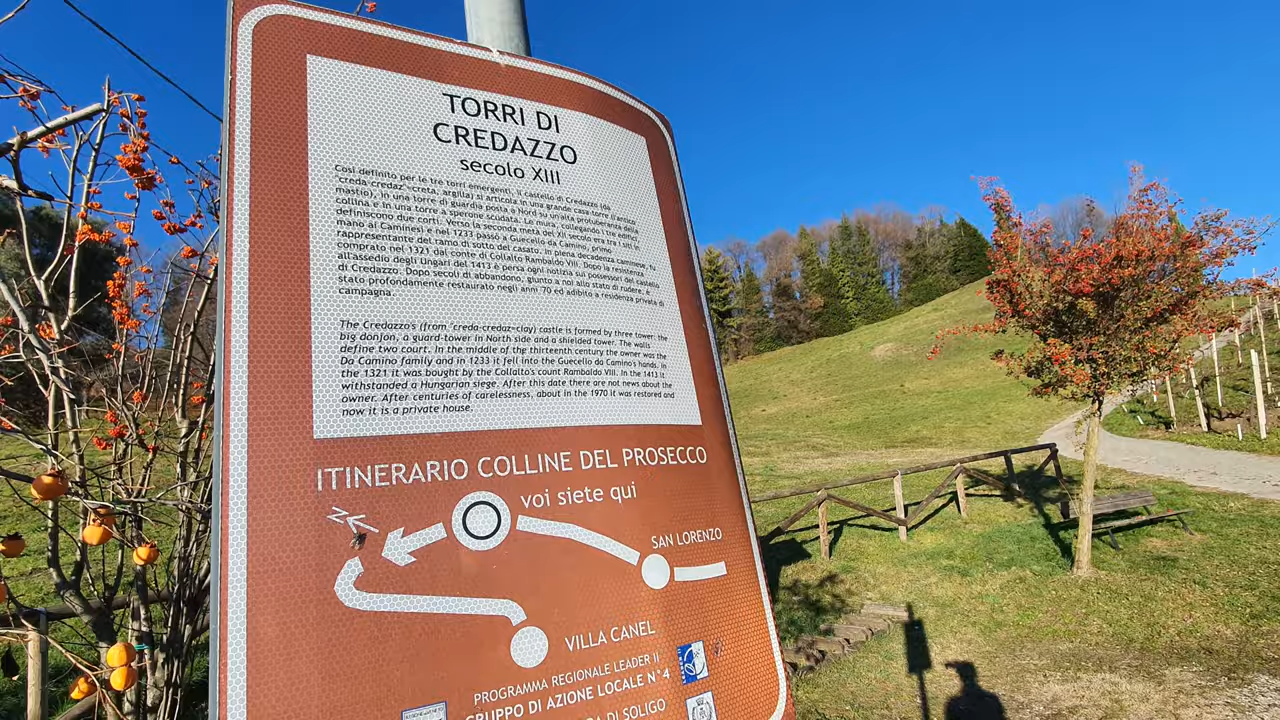 TORRI DI
CREDAZZO
secolo XIII
Così definito per le tre torri emergenti, il castello di Credazzo (da
"creda-credaz"=creta, argilla) si articola in una grande casa-torre (l'antico
mastio), in una torre di guardia posta a Nord su un'alta protuberanza della
collina e in una torre a sperone scudata. Le mura, collegando i tre edifici,
definiscono due corti. Verso la seconda metà del XII secolo era tra i siti in
mano ai Caminesi e nel 1233 passò a Guecello da Camino, primo
rappresentante del ramo di sotto del casato. In piena decadenza caminese, fu
comprato nel 1321 dal conte di Collalto Rambaldo VIII. Dopo la resistenza
all'assedio degli Ungari del 1413 è persa ogni notizia sui possessori del castello
di Credazzo. Dopo secoli di abbandono, giunto a noi allo stato di rudere, è
stato profondamente restaurato negli anni '70 ed adibito a residenza privata di
campagna.
The Credazzo's (from "creda-credaz=clay) castle is formed by three tower: the
big donjon, a guard-tower in North side and a shielded tower. The walls
define two court. In the middle of the thirteenth century the owner was the
Da Camino family and in 1233 it fell into the Guecello da Camino's hands. In
the 1321 it was bought by the Collalto's count Rambaldo VIII. In the 1413 it
withstanded a Hungarian siege. After this date there are not news about the
owner. After centuries of carelessness, about in the 1970 it was restored and
now it is a private house.
ITINERARIO COLLINE DEL PROSECCO
voi siete qui
SAN LORENZO
VILLA CANEL
PROGRAMMA REGIONALE LEADER II
GRUPPO DI AZIONE LOCALE N°4
DI SOLIGO